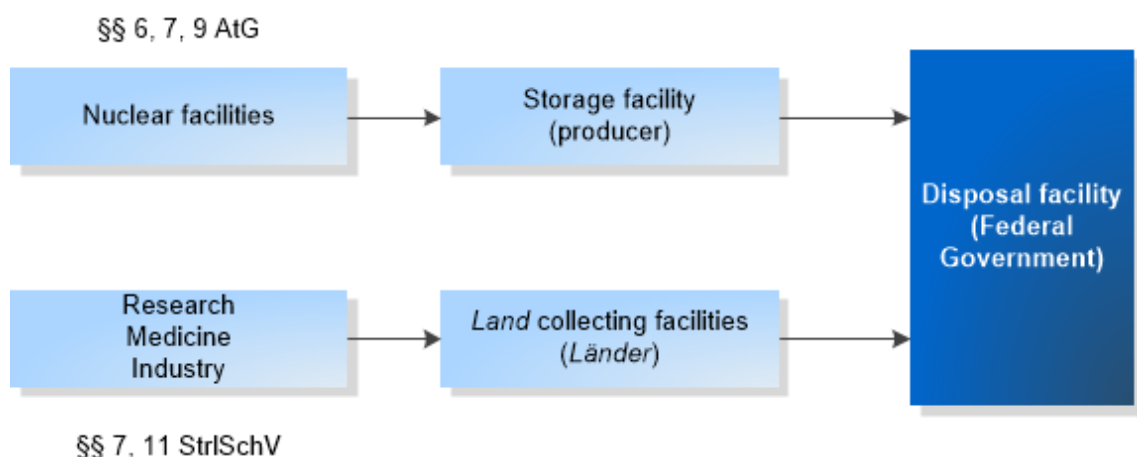 §§ 6, 7, 9 AtG
Nuclear facilities
Storage facility
(producer)
Disposal facility
(Federal
Government)
Research
Medicine
Industry
Land collecting facilities
(Länder)
§§ 7, 11 StrlSchV